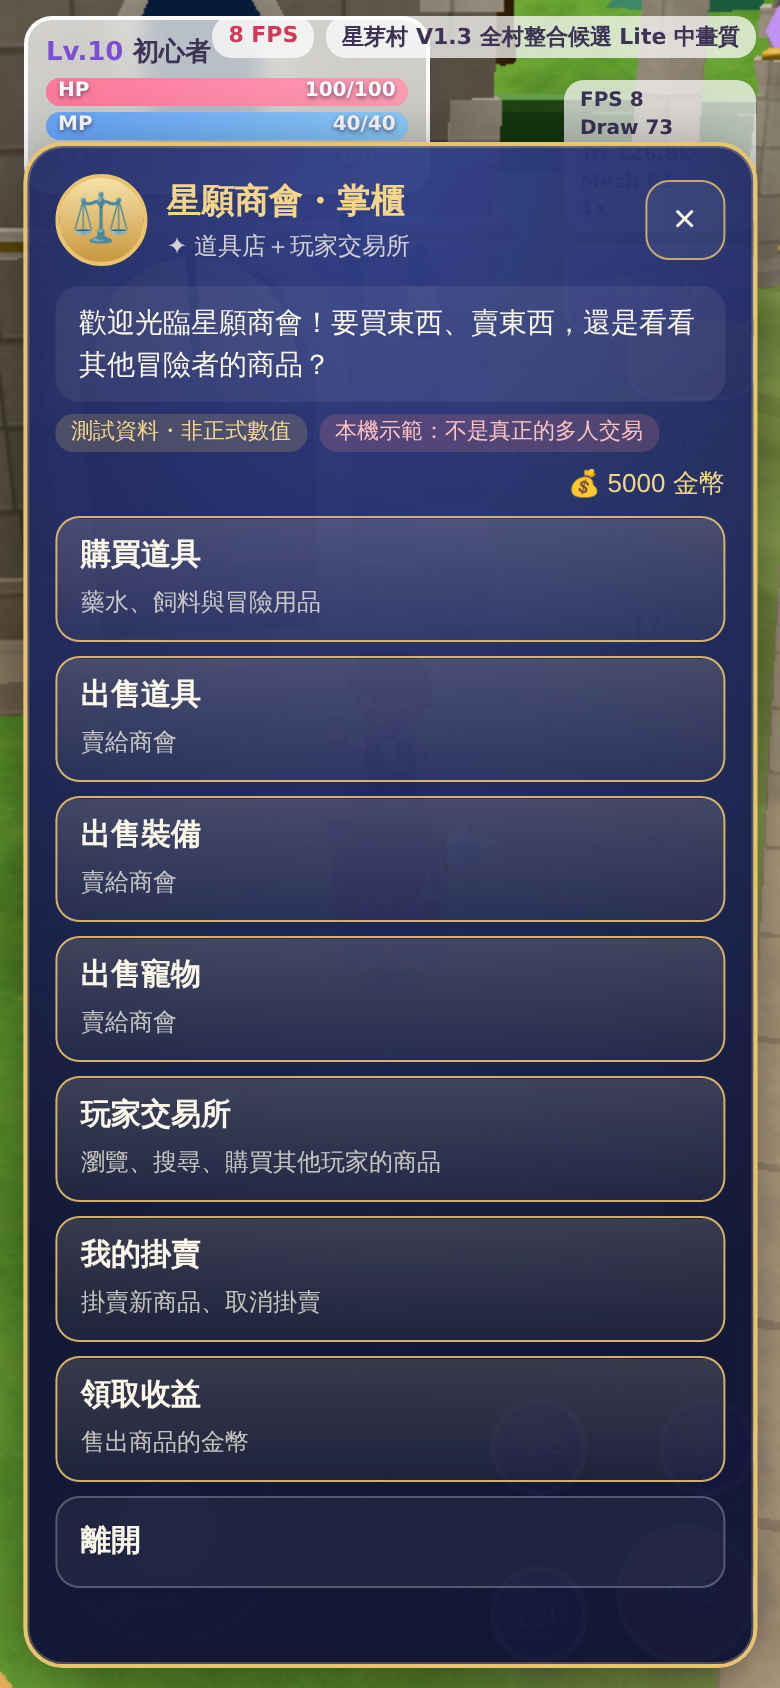 Lv.10 初心者
8 FPS
星芽村 V1.3 全村整合候選 Lite 中畫質
HP 100/100
MP 40/40
EXP
FPS 8
Draw 73
Tri 126.8k
1x
星願商會・掌櫃
✦ 道具店＋玩家交易所
×
歡迎光臨星願商會！要買東西、賣東西，還是看看
其他冒險者的商品？
測試資料・非正式數值
本機示範：不是真正的多人交易
5000 金幣
購買道具
藥水、飼料與冒險用品
出售道具
賣給商會
出售裝備
賣給商會
出售寵物
賣給商會
玩家交易所
瀏覽、搜尋、購買其他玩家的商品
我的掛賣
掛賣新商品、取消掛賣
領取收益
售出商品的金幣
離開